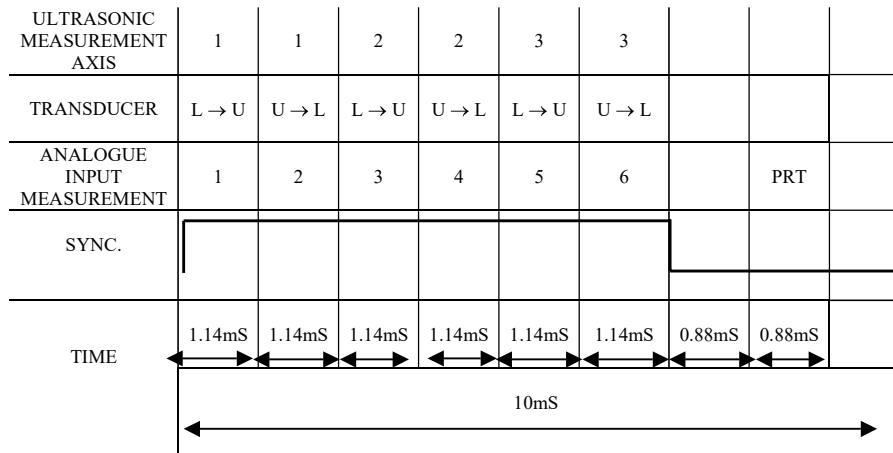 ULTRASONIC
MEASUREMENT
AXIS
1 1 2 2 3 3
TRANSDUCER
L → U U → L L → U U → L L → U U → L
ANALOGUE
INPUT
MEASUREMENT
1 2 3 4 5 6 PRT
SYNC.
TIME
1.14mS 1.14mS 1.14mS 1.14mS 1.14mS 1.14mS 0.88mS 0.88mS
10mS